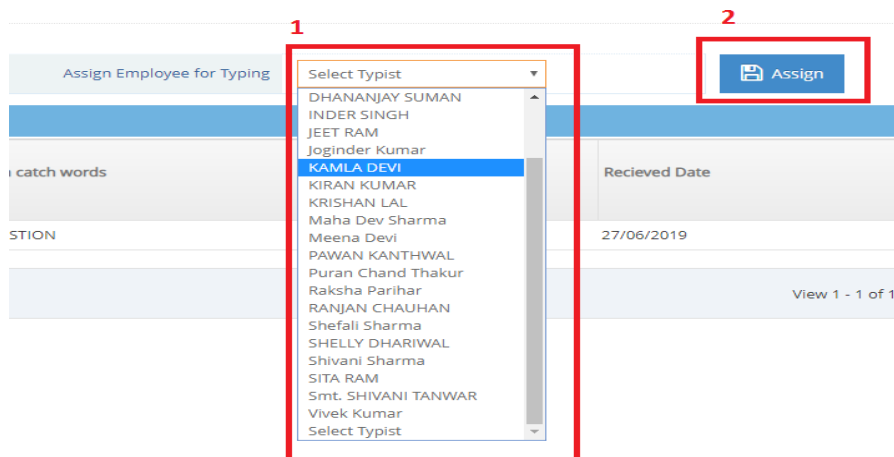 1
2
Assign Employee for Typing
Select Typist
Assign
DHANANJAY SUMAN
INDER SINGH
JEET RAM
Joginder Kumar
KAMLA DEVI
KIRAN KUMAR
KRISHAN LAL
Maha Dev Sharma
Meena Devi
PAWAN KANTHWAL
Puran Chand Thakur
Raksha Parihar
RANJAN CHAUHAN
Shefali Sharma
SHELLY DHARIWAL
Shivani Sharma
SITA RAM
Smt. SHIVANI TANWAR
Vivek Kumar
Select Typist
catch words
Recieved Date
STION
27/06/2019
View 1 - 1 of 1